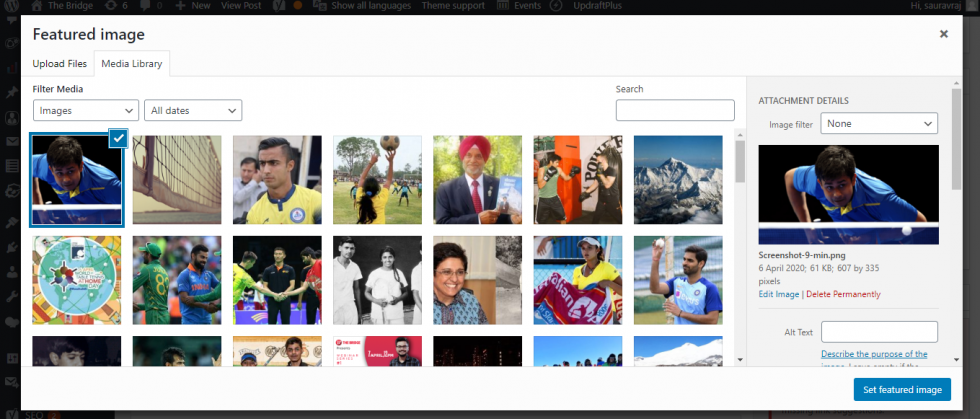 The Bridge 6 0 New View Post Show all languages Theme support Events UpdraftPlus Hi, sauravraj
Featured image
Upload Files Media Library
Filter Media
Images All dates
Search
ATTACHMENT DETAILS
Image filter None
Screenshot-9-min.png
6 April 2020; 61 KB; 607 by 335
pixels
Edit Image | Delete Permanently
Alt Text
Describe the purpose of the
Set featured image
SEO